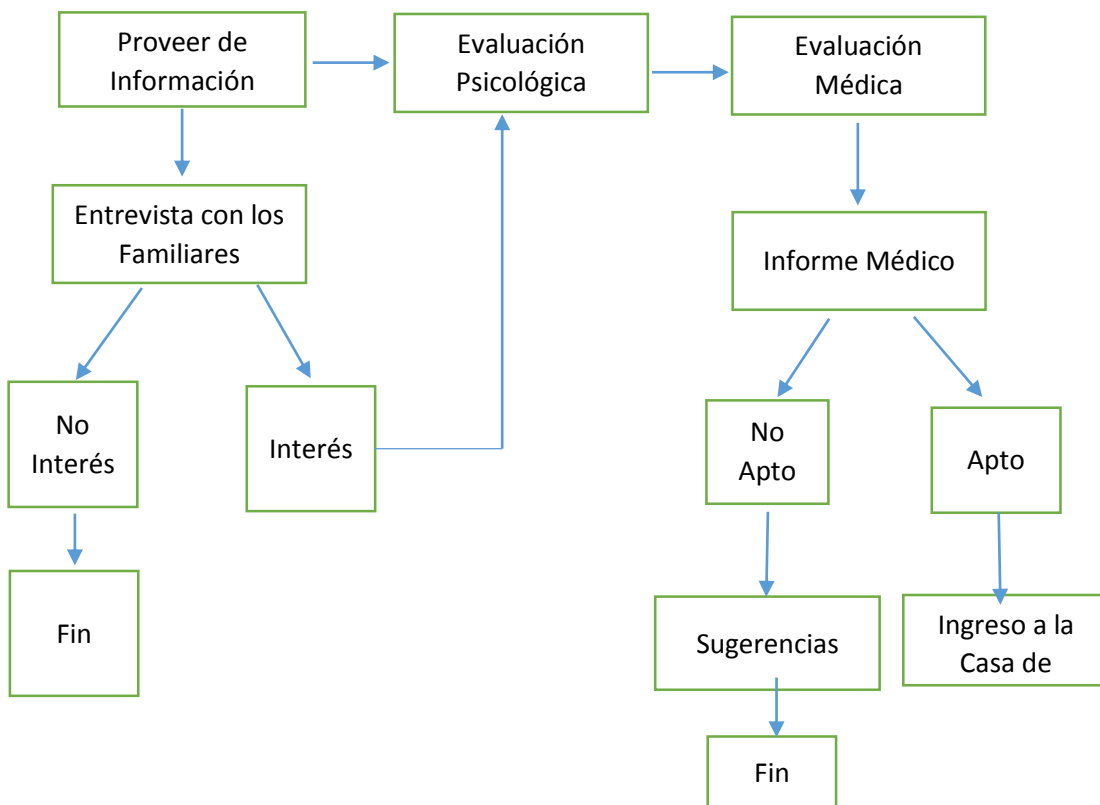 Proveer de
Información
Evaluación
Psicológica
Evaluación
Médica
Entrevista con los
Familiares
Informe Médico
No
Interés
Interés
No
Apto
Apto
Fin
Sugerencias
Ingreso a la
Casa de
Fin